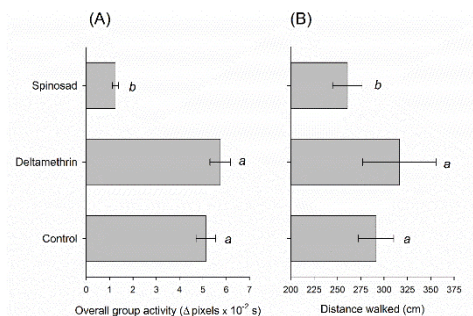 (A) (B)
Spinosad b b
Deltamethrin a a
Control a a
0 1 2 3 4 5 6 7 200 225 250 275 300 325 350 375
Overall group activity (Δ pixels x 10⁻² s) Distance walked (cm)